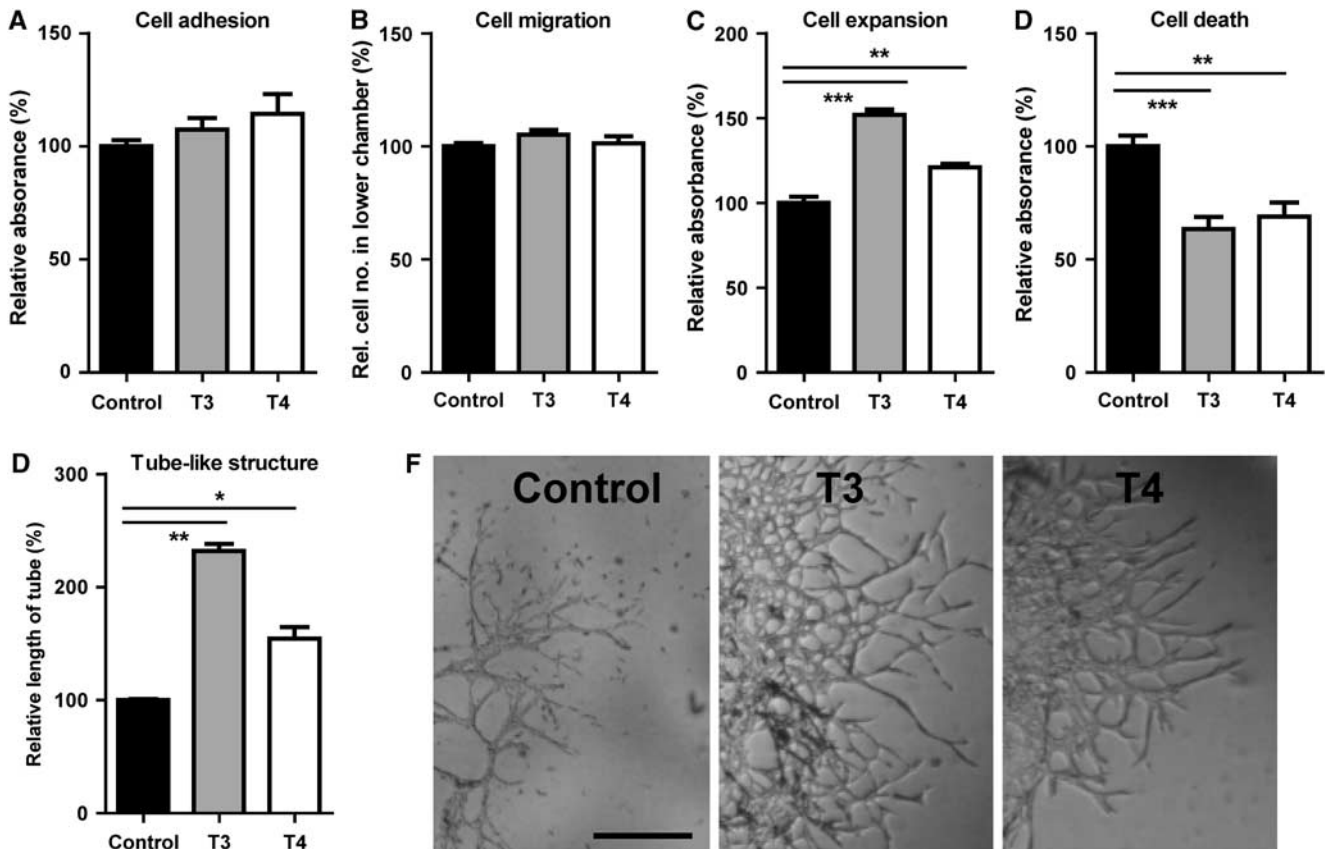 A Cell adhesion
Relative absorance (%)
150
100
50
0
Control T3 T4
B Cell migration
Rel. cell no. in lower chamber (%)
150
100
50
0
Control T3 T4
C Cell expansion
Relative absorbance (%)
200
150
100
50
0
**
***
Control T3 T4
D Cell death
Relative absorance (%)
150
100
50
0
**
***
Control T3 T4
D Tube-like structure
Relative length of tube (%)
300
200
100
0
*
**
Control T3 T4
F
Control
T3
T4